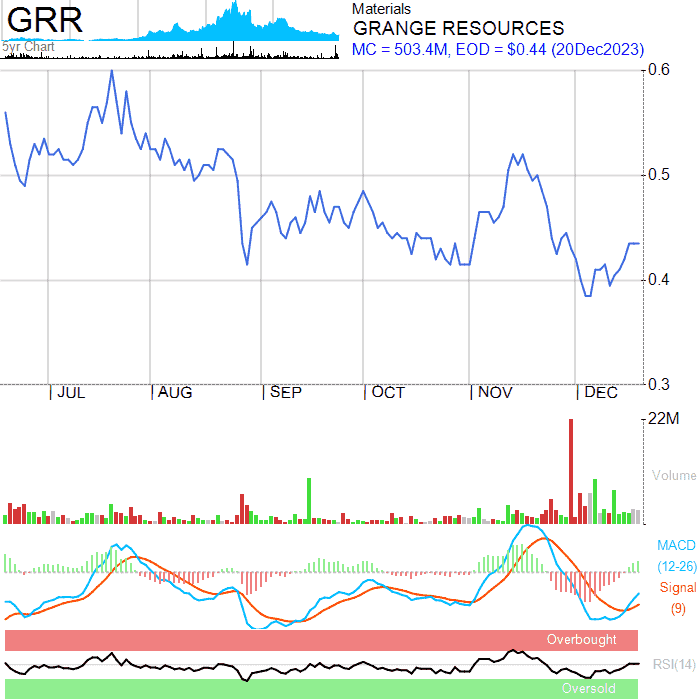 GRR
5yr Chart
Materials
GRANGE RESOURCES
MC = 503.4M, EOD = $0.44 (20Dec2023)
0.6
0.5
0.4
0.3
JUL AUG SEP OCT NOV DEC
22M
Volume
MACD
(12-26)
Signal
(9)
Overbought
RSI(14)
Oversold